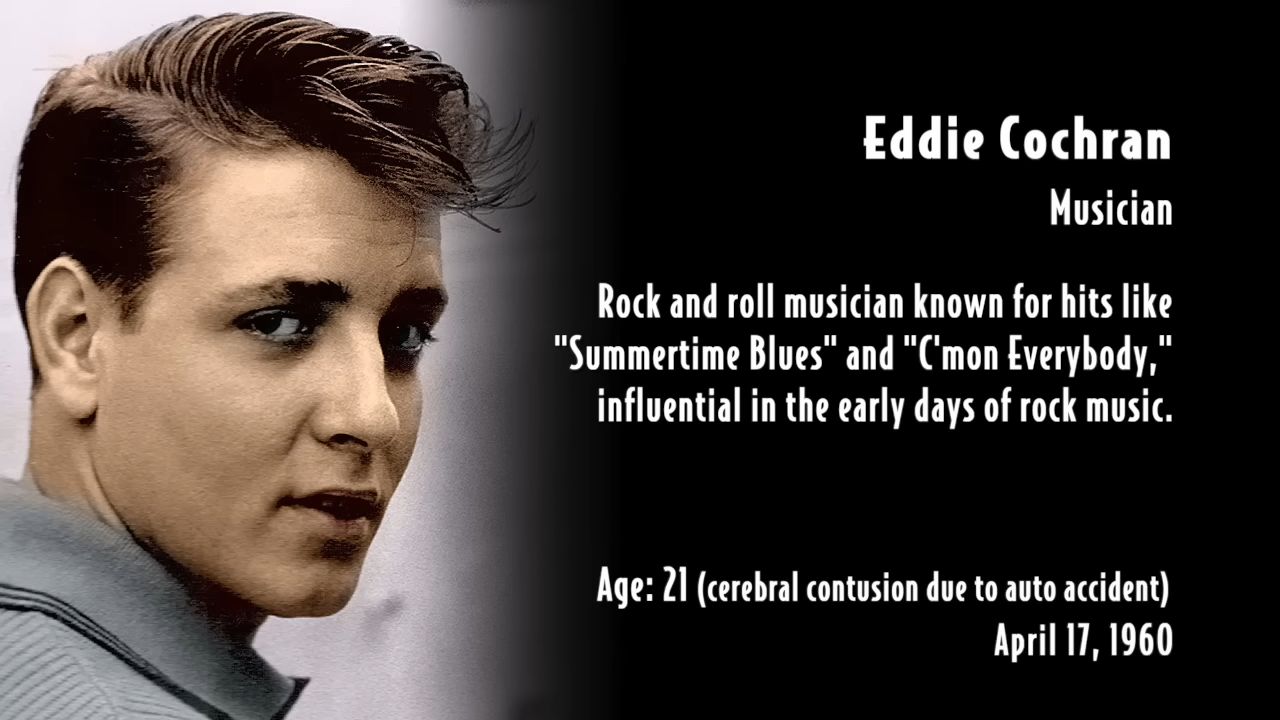 Eddie Cochran
Musician
Rock and roll musician known for hits like
"Summertime Blues" and "C'mon Everybody,"
influential in the early days of rock music.
Age: 21 (cerebral contusion due to auto accident)
April 17, 1960